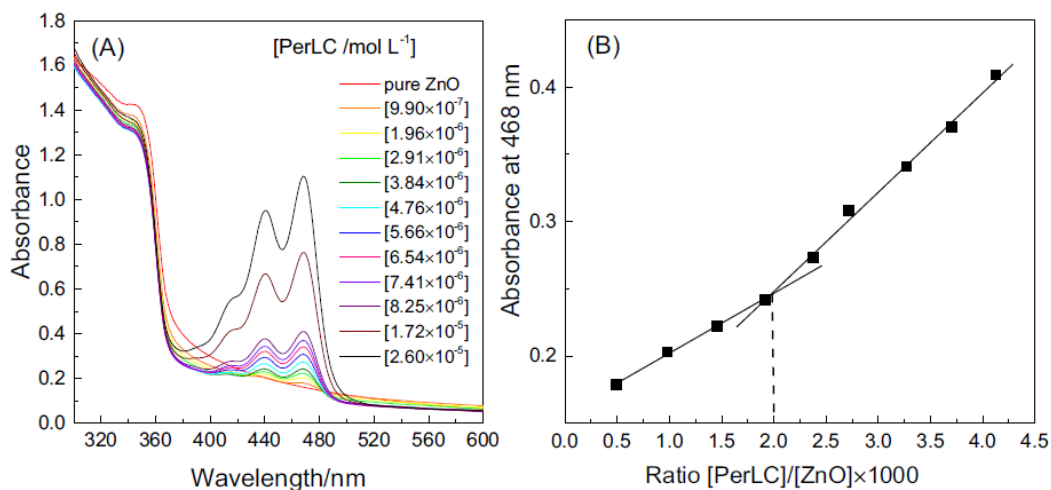 (A)
[PerLC /mol L⁻¹]
pure ZnO
[9.90×10⁻⁷]
[1.96×10⁻⁶]
[2.91×10⁻⁶]
[3.84×10⁻⁶]
[4.76×10⁻⁶]
[5.66×10⁻⁶]
[6.54×10⁻⁶]
[7.41×10⁻⁶]
[8.25×10⁻⁶]
[1.72×10⁻⁵]
[2.60×10⁻⁵]
Absorbance
1.8
1.6
1.4
1.2
1.0
0.8
0.6
0.4
0.2
0.0
320 360 400 440 480 520 560 600
Wavelength/nm
(B)
Absorbance at 468 nm
0.4
0.3
0.2
0.0 0.5 1.0 1.5 2.0 2.5 3.0 3.5 4.0 4.5
Ratio [PerLC]/[ZnO]×1000